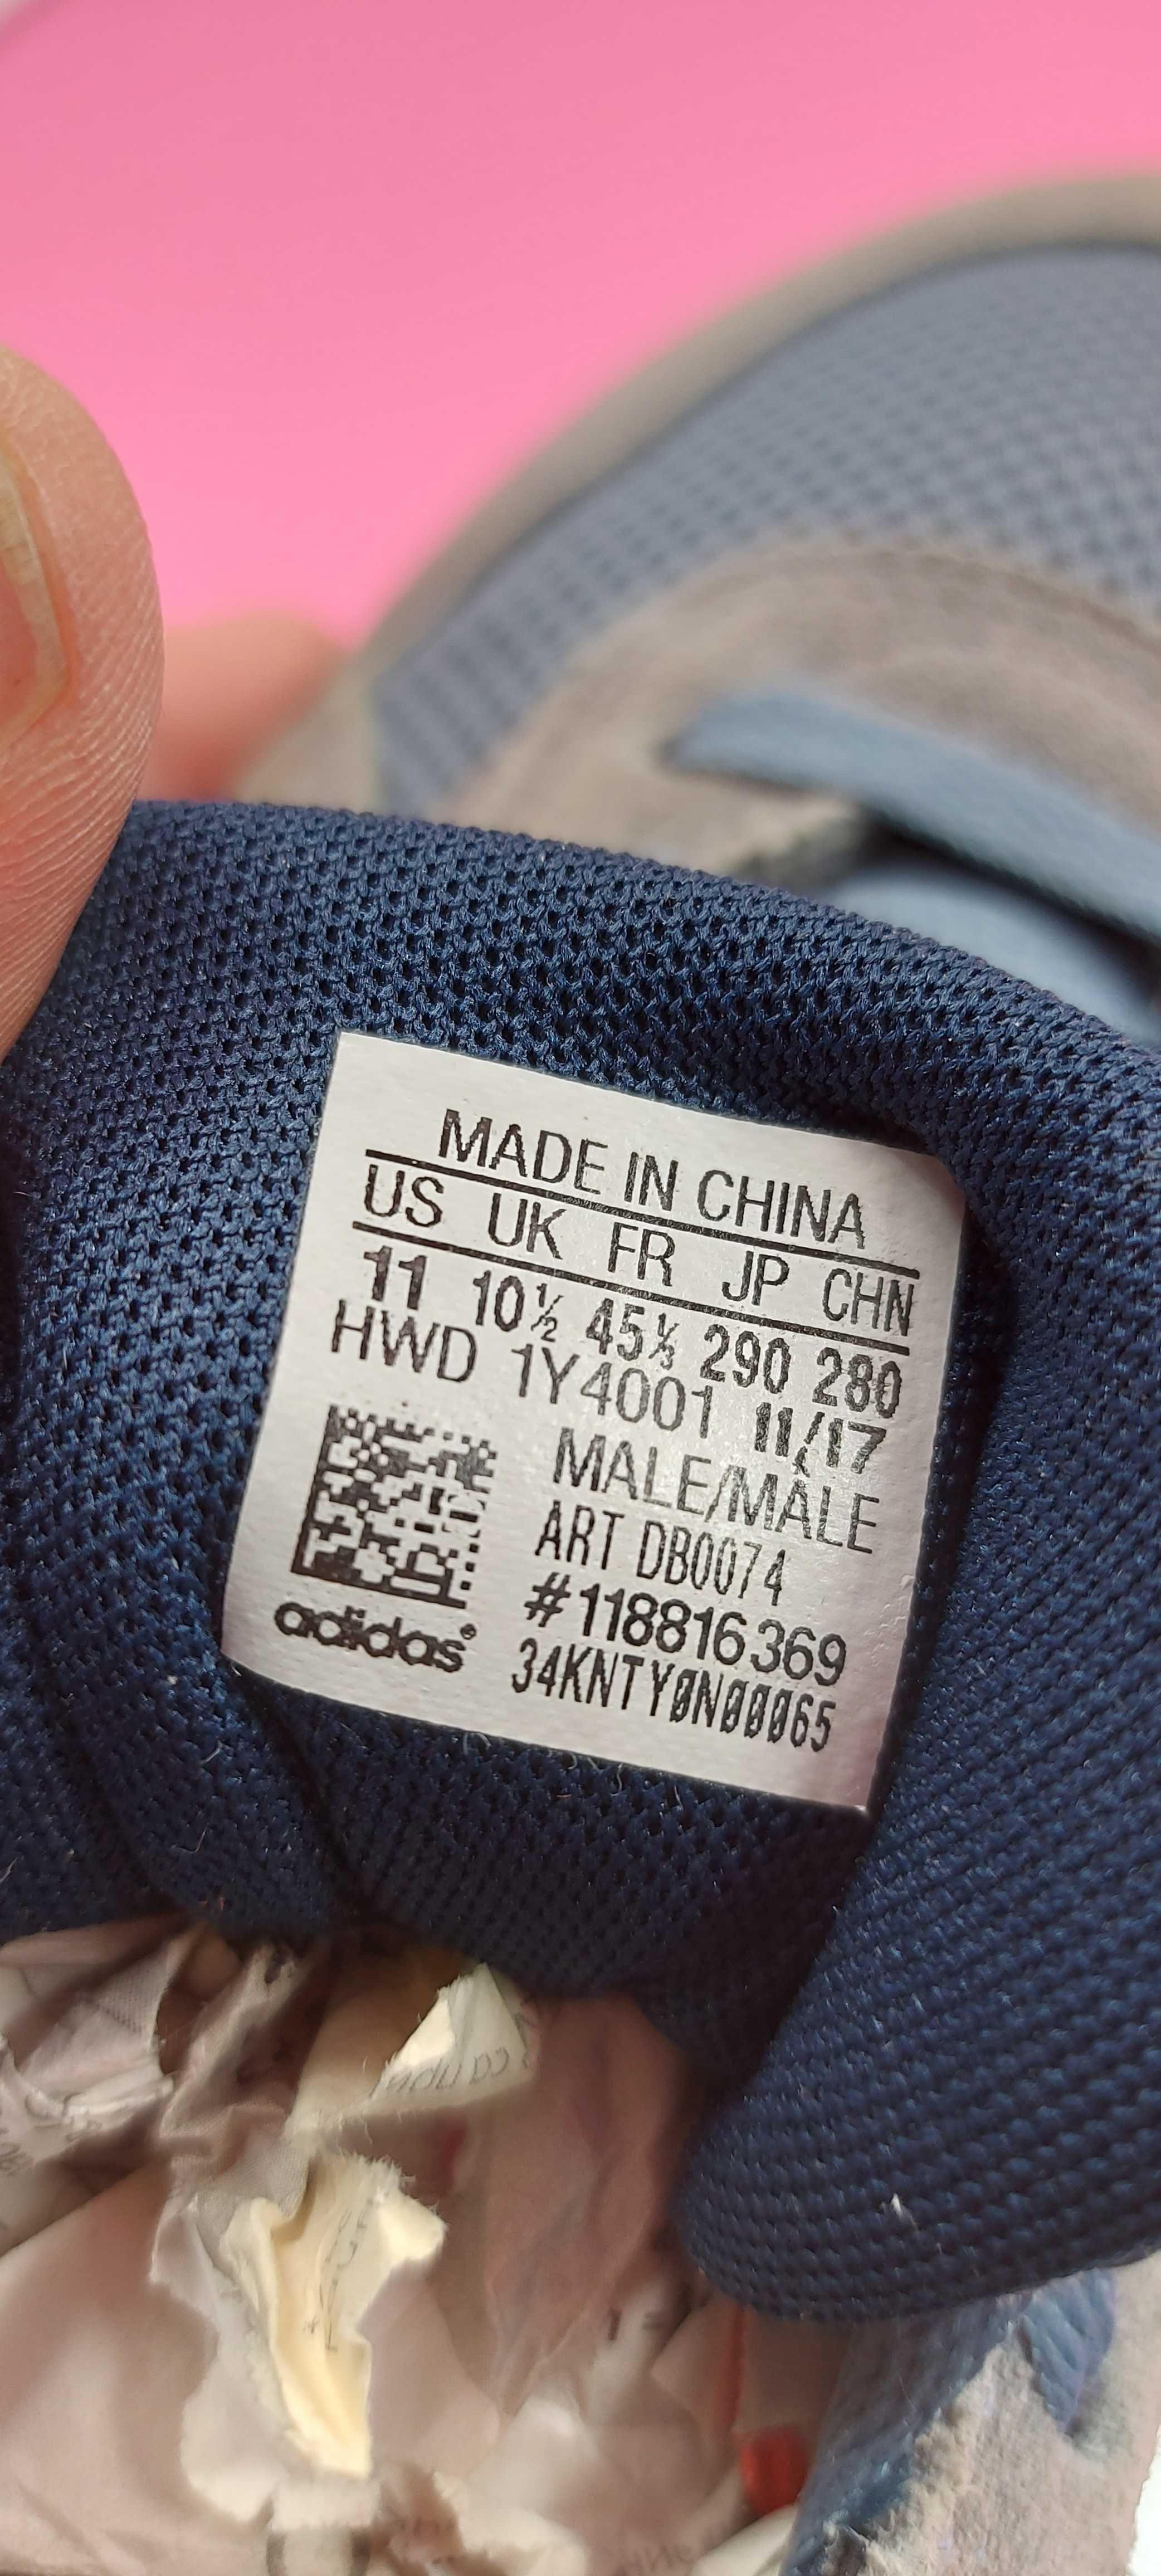 MADE IN CHINA
US UK FR JP CHN
11 10½ 45⅓ 290 280
HWD 1Y4001 11/17
MALE/MÂLE
ART DB0074
#118816369
34KNTY0N00065
adidas®